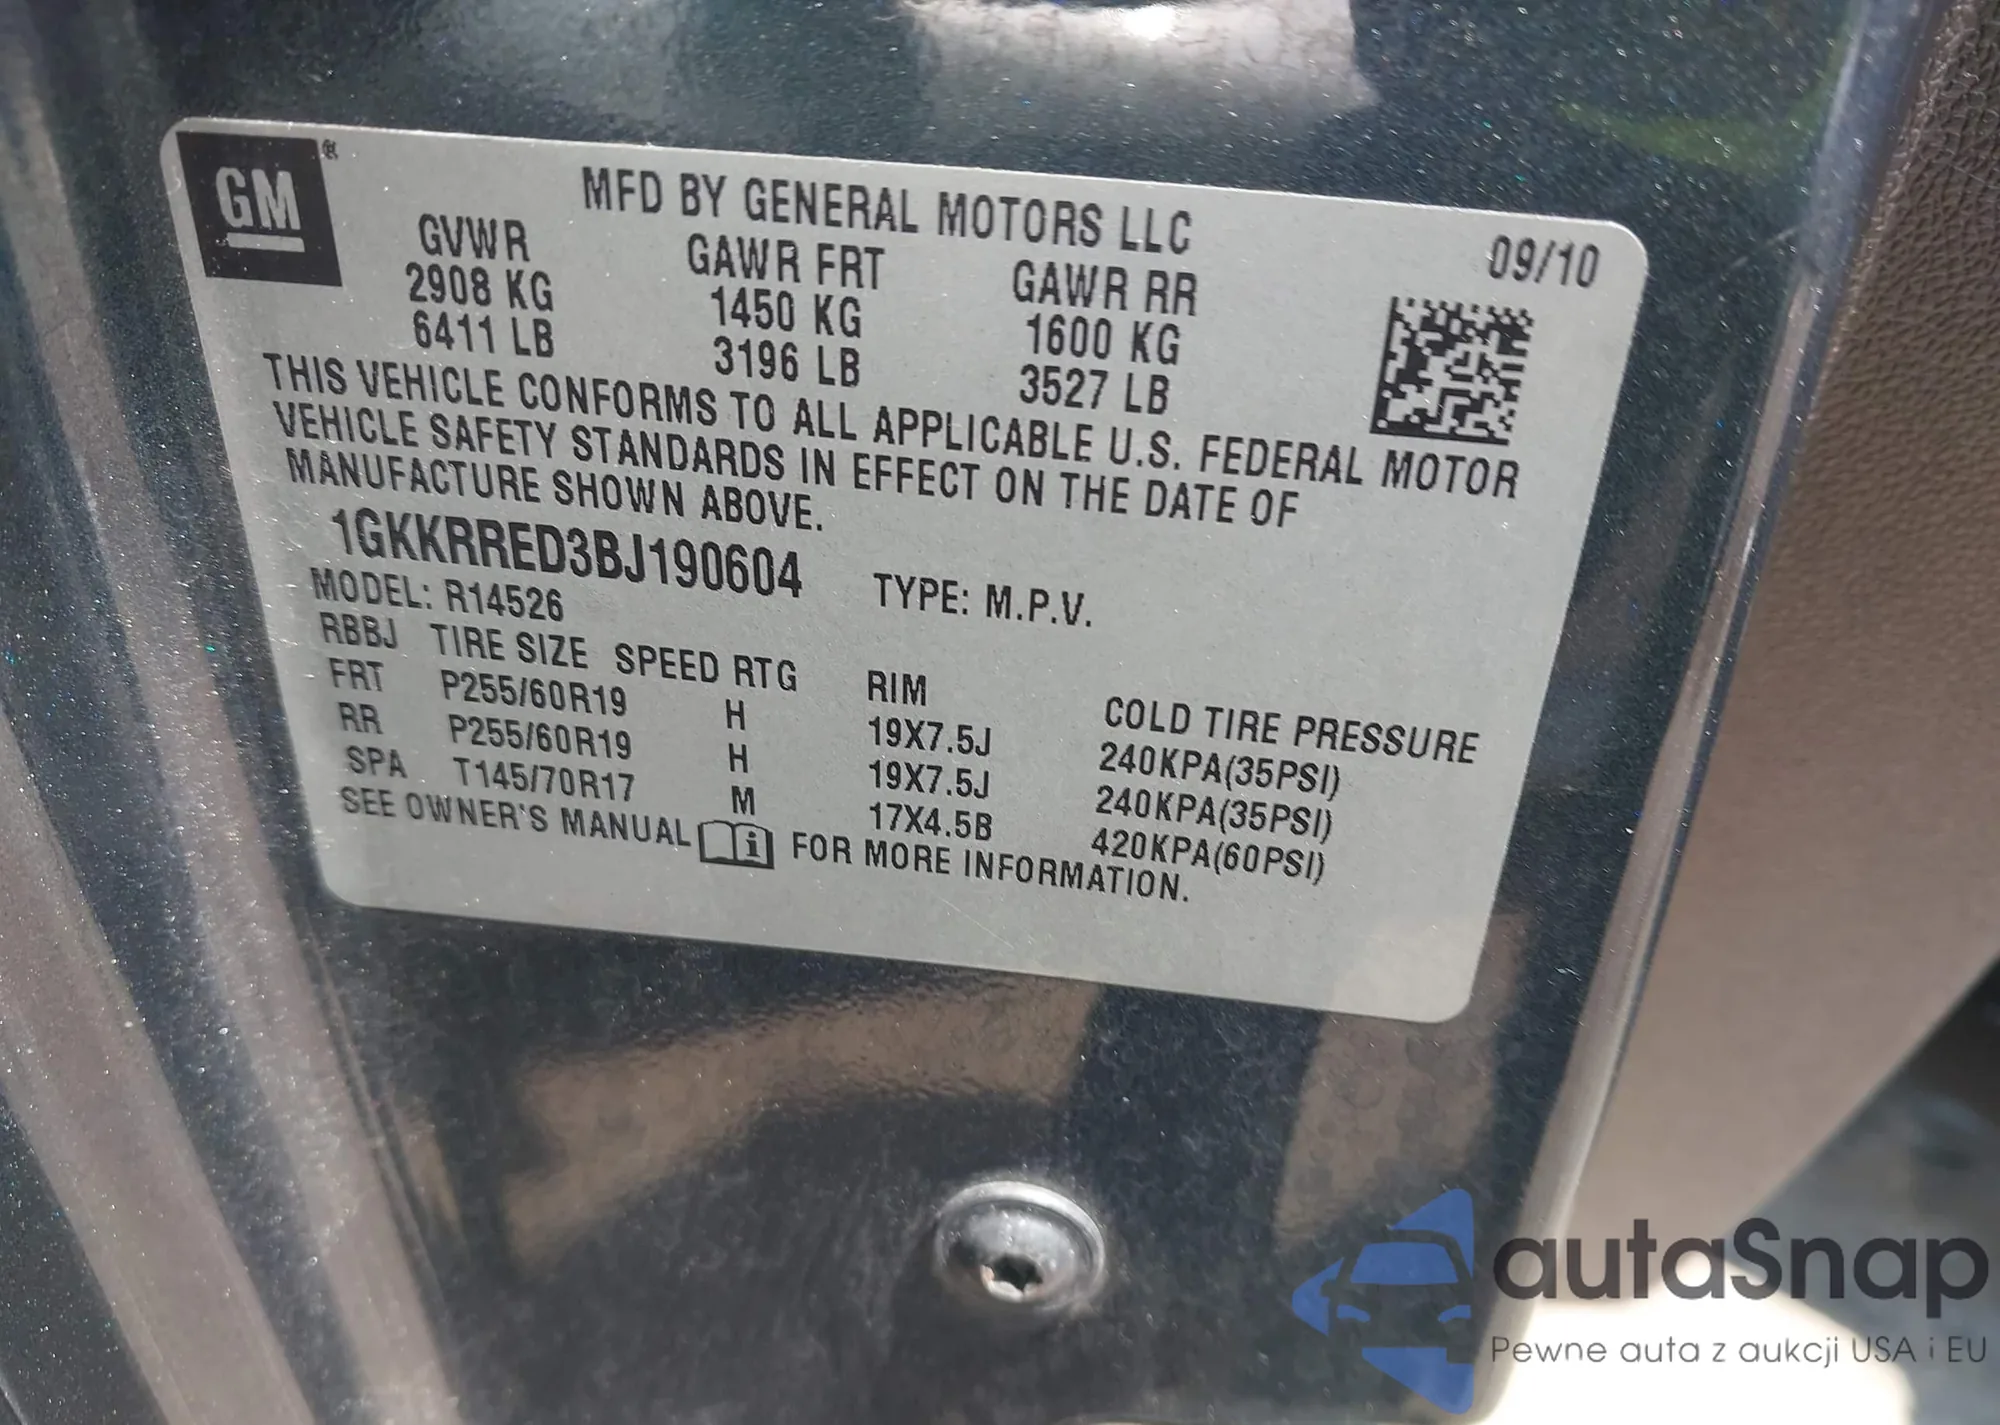 GM
®
MFD BY GENERAL MOTORS LLC
09/10
GVWR GAWR FRT GAWR RR
2908 KG 1450 KG 1600 KG
6411 LB 3196 LB 3527 LB
THIS VEHICLE CONFORMS TO ALL APPLICABLE U.S. FEDERAL MOTOR
VEHICLE SAFETY STANDARDS IN EFFECT ON THE DATE OF
MANUFACTURE SHOWN ABOVE.
1GKKRRED3BJ190604 TYPE: M.P.V.
MODEL: R14526
RBBJ TIRE SIZE SPEED RTG RIM COLD TIRE PRESSURE
FRT P255/60R19 H 19X7.5J 240KPA(35PSI)
RR P255/60R19 H 19X7.5J 240KPA(35PSI)
SPA T145/70R17 M 17X4.5B 420KPA(60PSI)
SEE OWNER'S MANUAL i FOR MORE INFORMATION.
autaSnap
Pewne auta z aukcji USA i EU